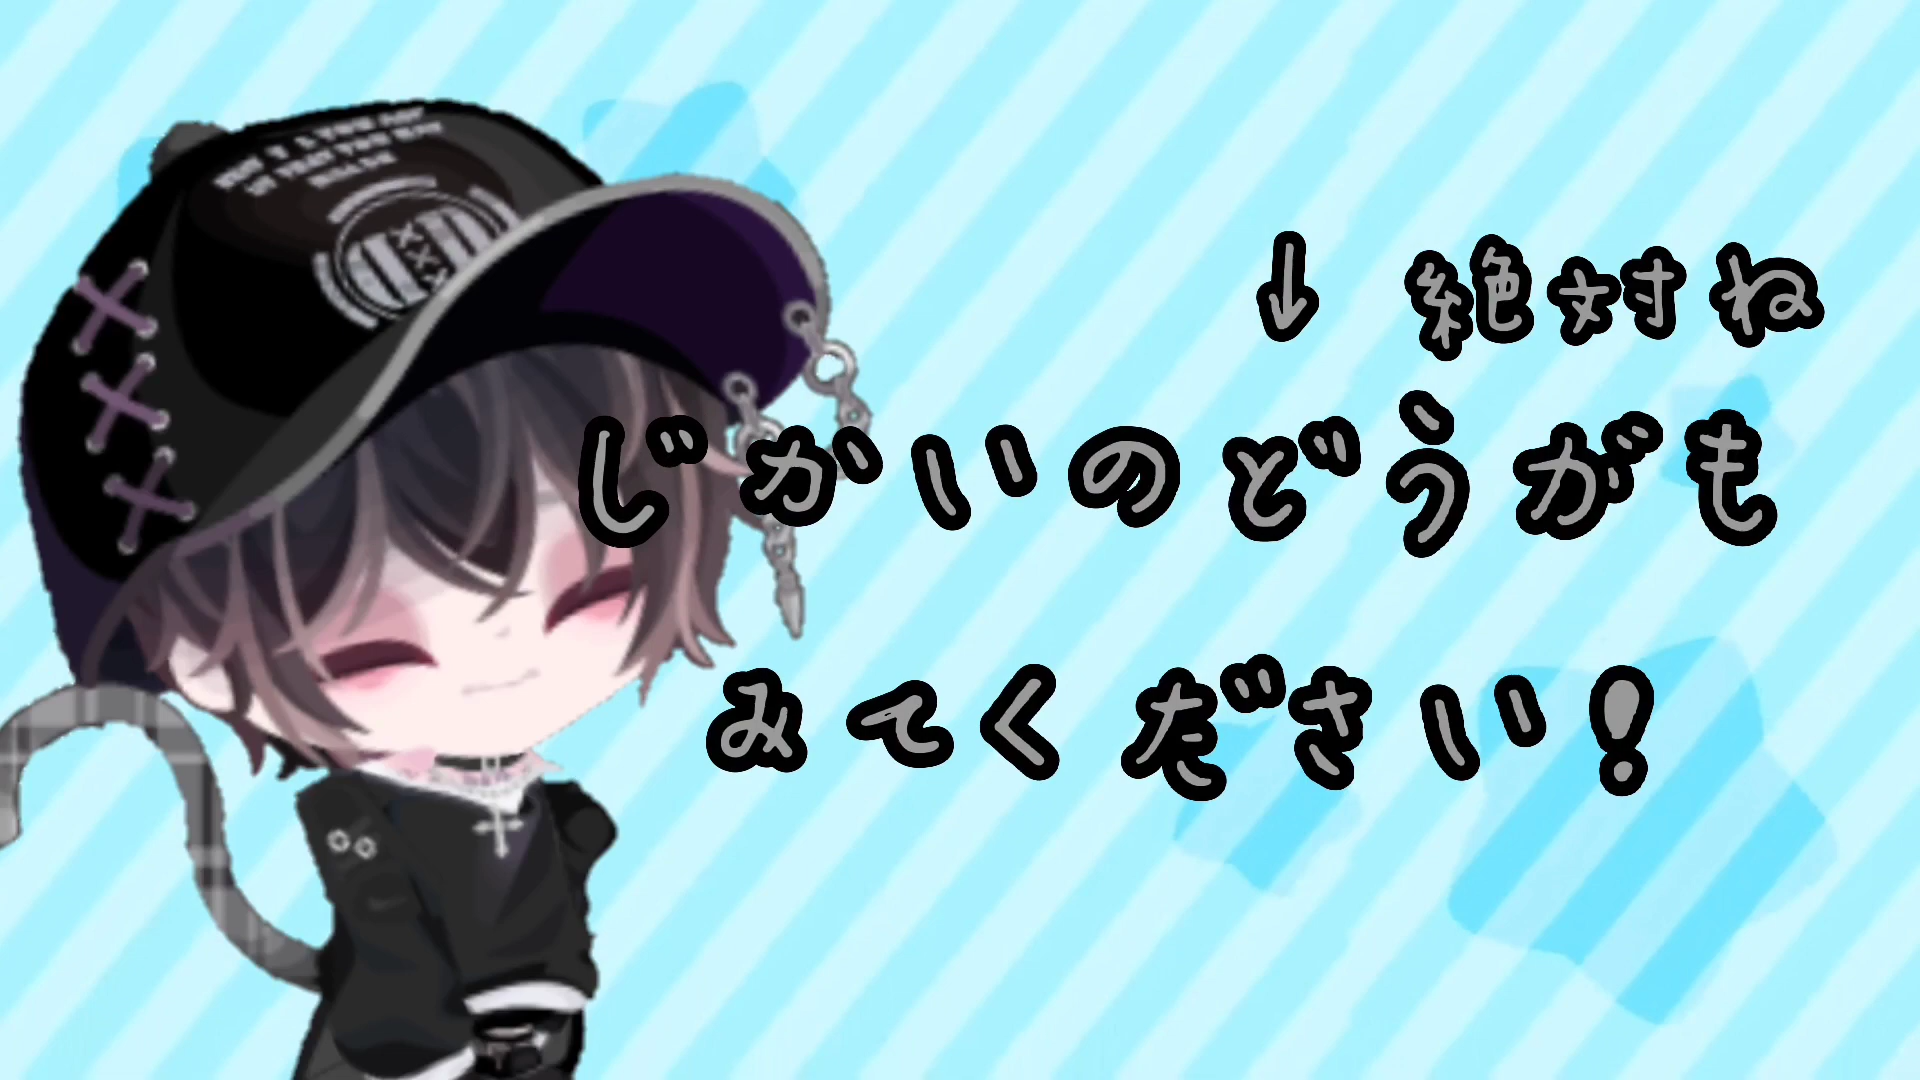 ↓ 絶対ね
じかいのどうがも
みてください!